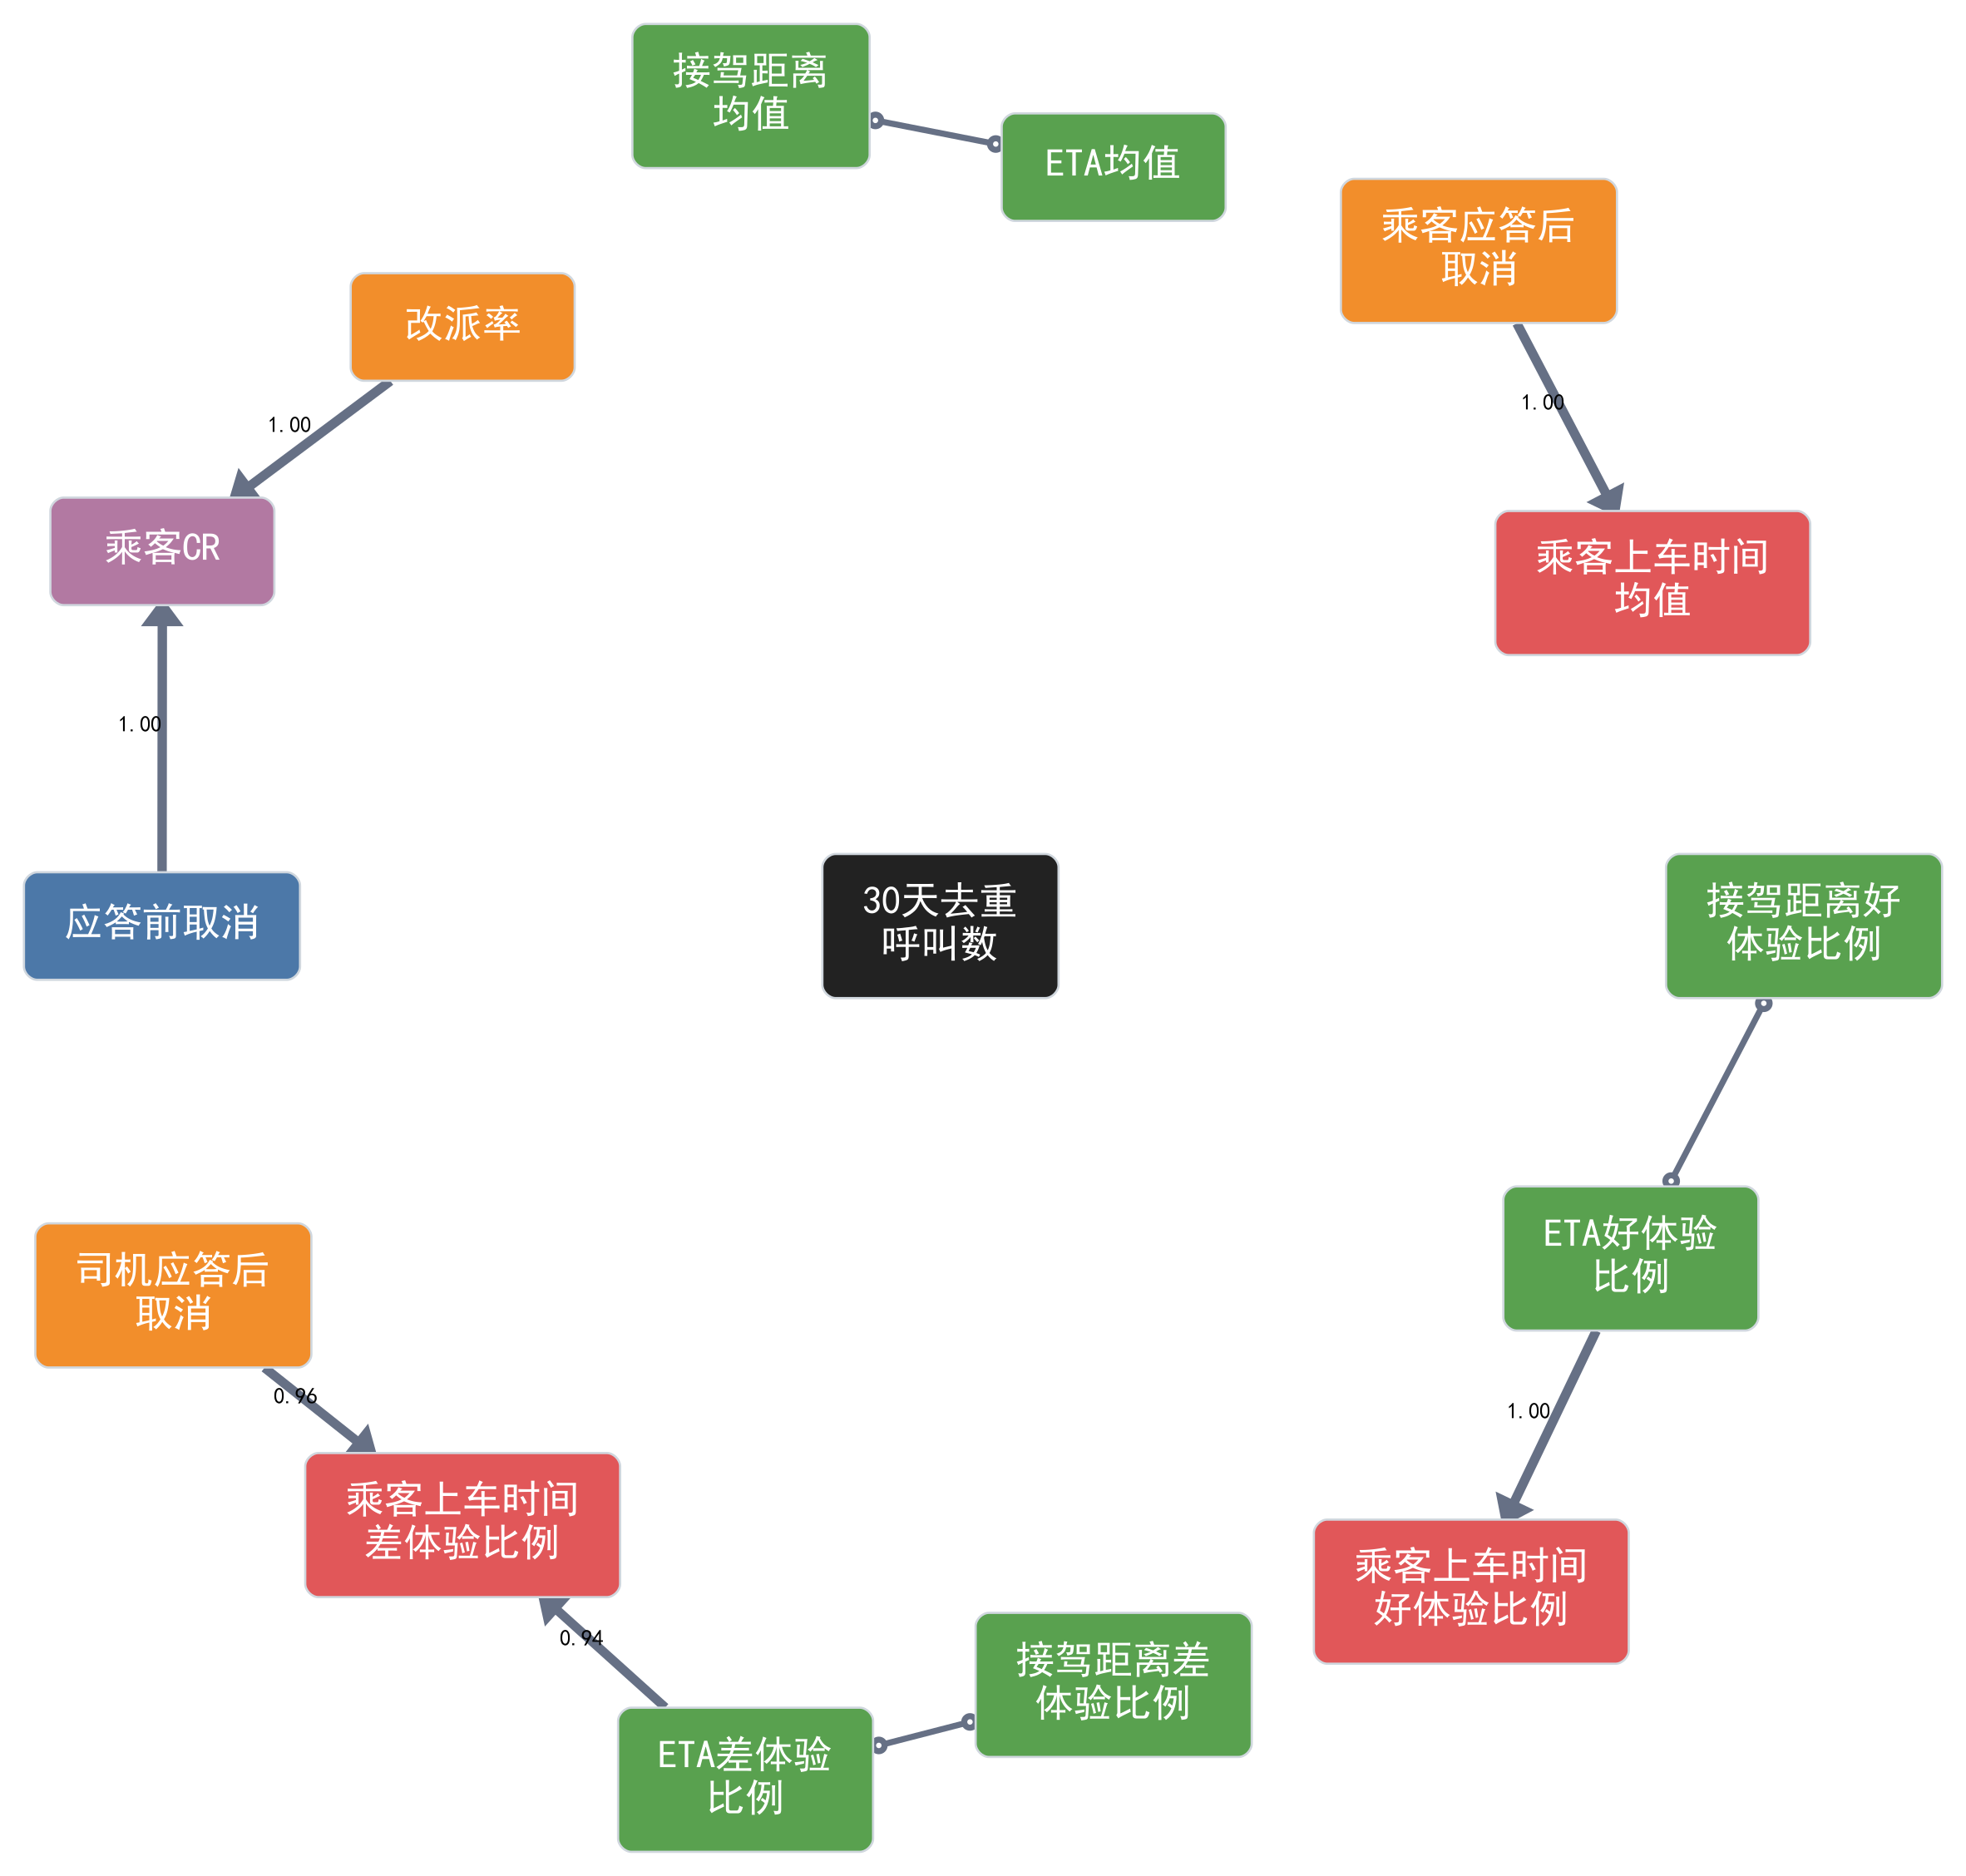 接驾距离
均值
ETA均值
乘客应答后
取消
改派率
1.00
1.00
乘客CR
乘客上车时间
均值
1.00
应答前取消
30天去重
呼叫数
接驾距离好
体验比例
司机应答后
取消
ETA好体验
比例
0.96
1.00
乘客上车时间
差体验比例
乘客上车时间
好体验比例
0.94
接驾距离差
体验比例
ETA差体验
比例